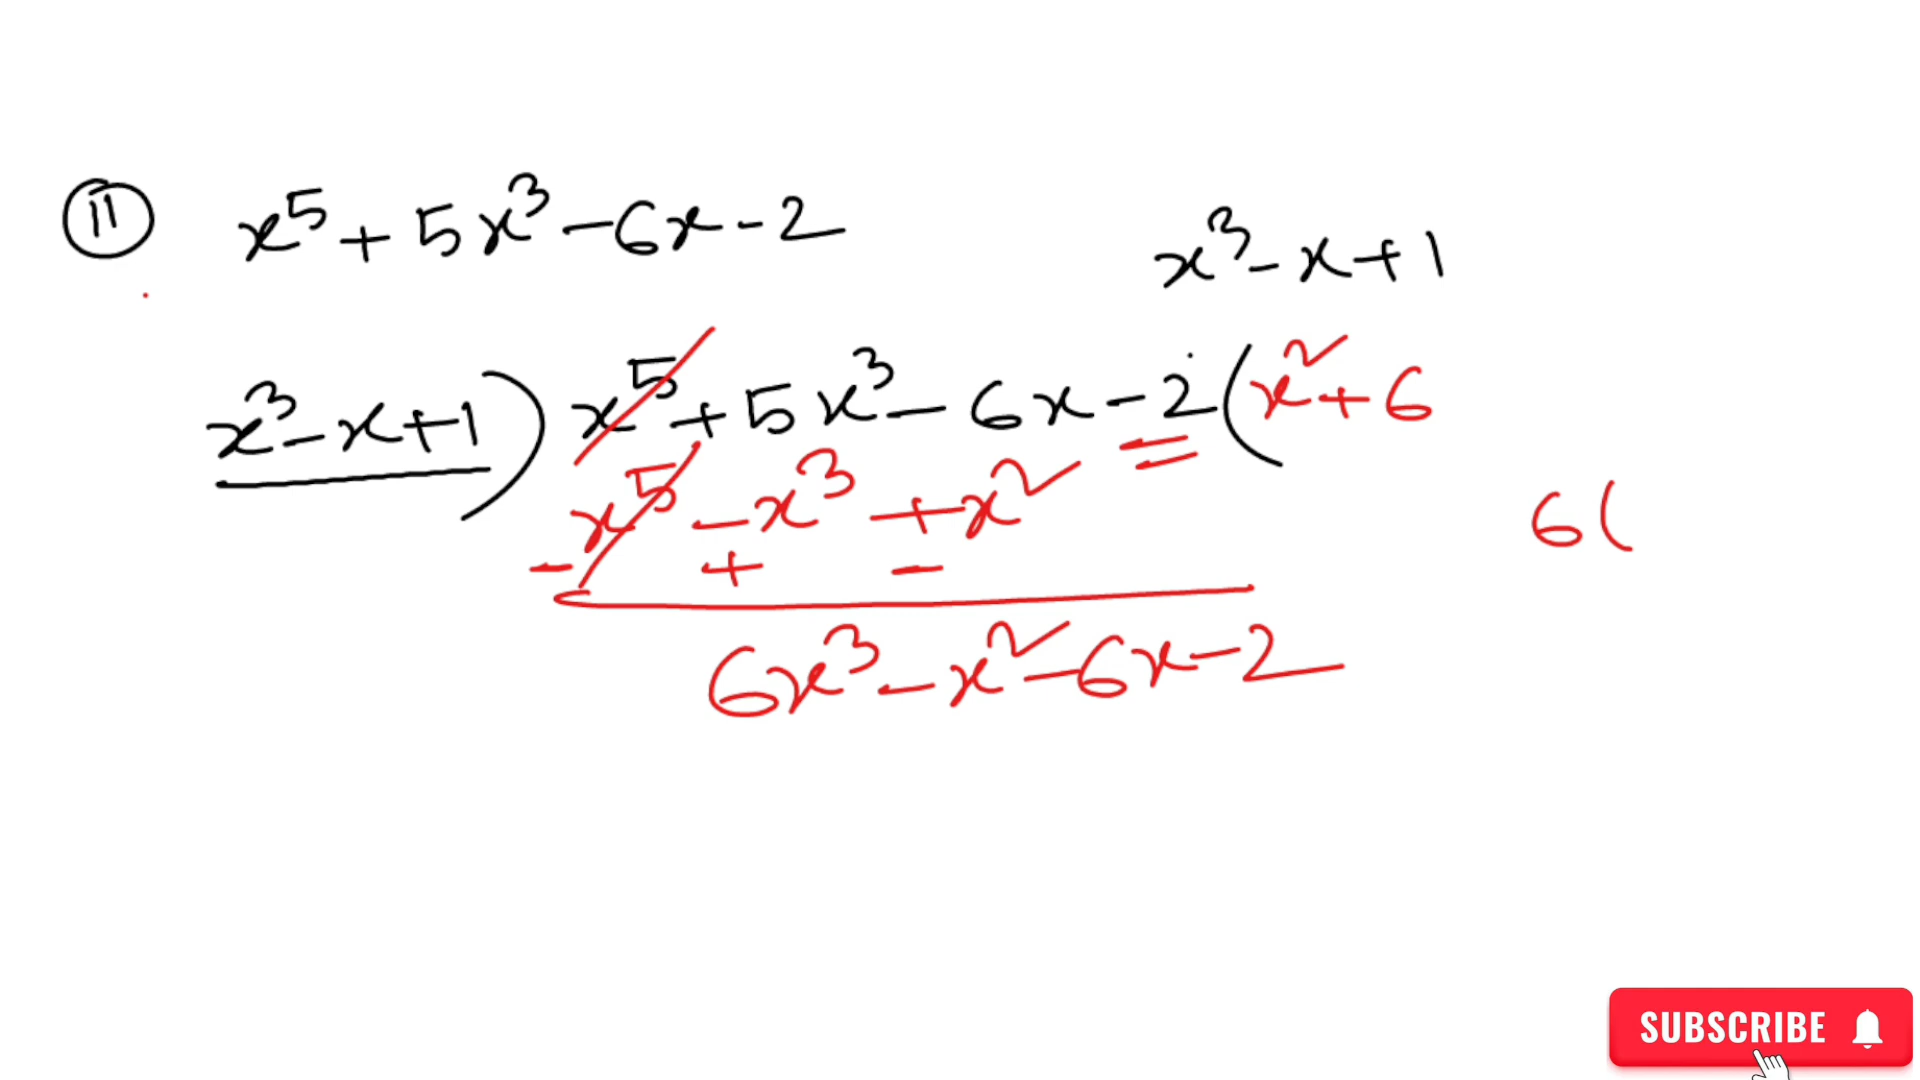 (ii) x⁵ + 5x³ - 6x - 2
x³ - x + 1
x³ - x + 1 ) x⁵ + 5x³ - 6x - 2 ( x² + 6
x⁵ - x³ + x²
6 (
- + -
6x³ - x² - 6x - 2
SUBSCRIBE